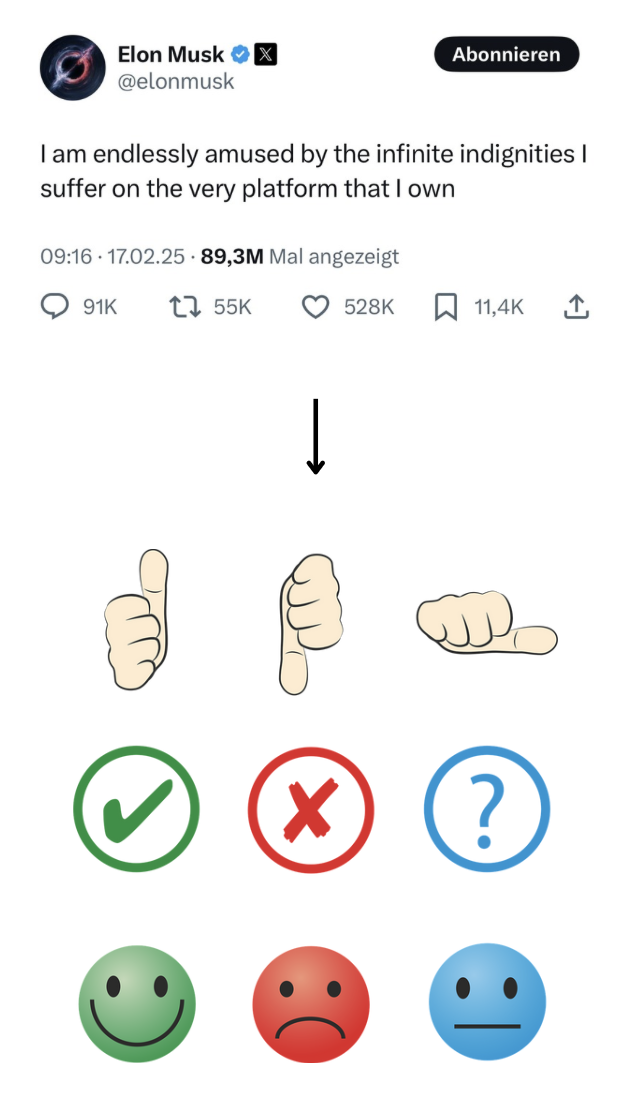 Elon Musk
Abonnieren
@elonmusk
I am endlessly amused by the infinite indignities I
suffer on the very platform that I own
09:16 · 17.02.25 · 89,3M Mal angezeigt
91K 55K 528K 11,4K
?